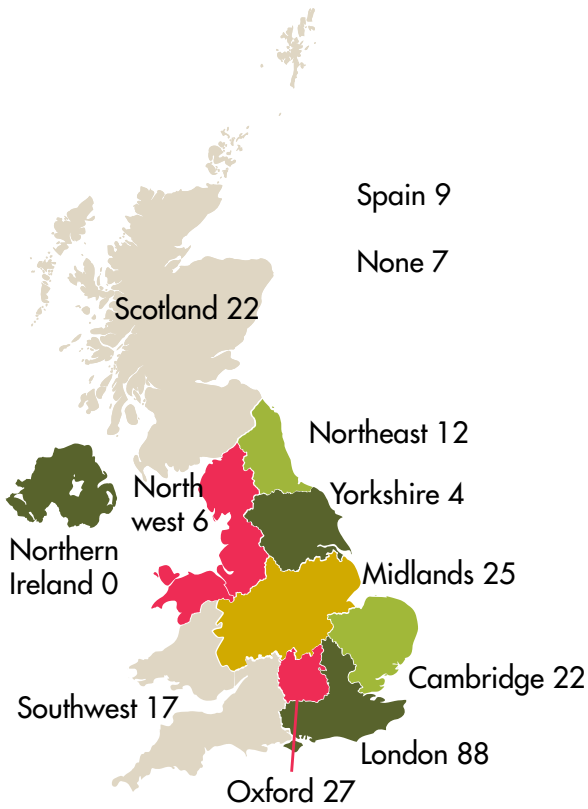 Spain 9
None 7
Scotland 22
Northeast 12
North
west 6
Yorkshire 4
Northern
Ireland 0
Midlands 25
Cambridge 22
Southwest 17
London 88
Oxford 27